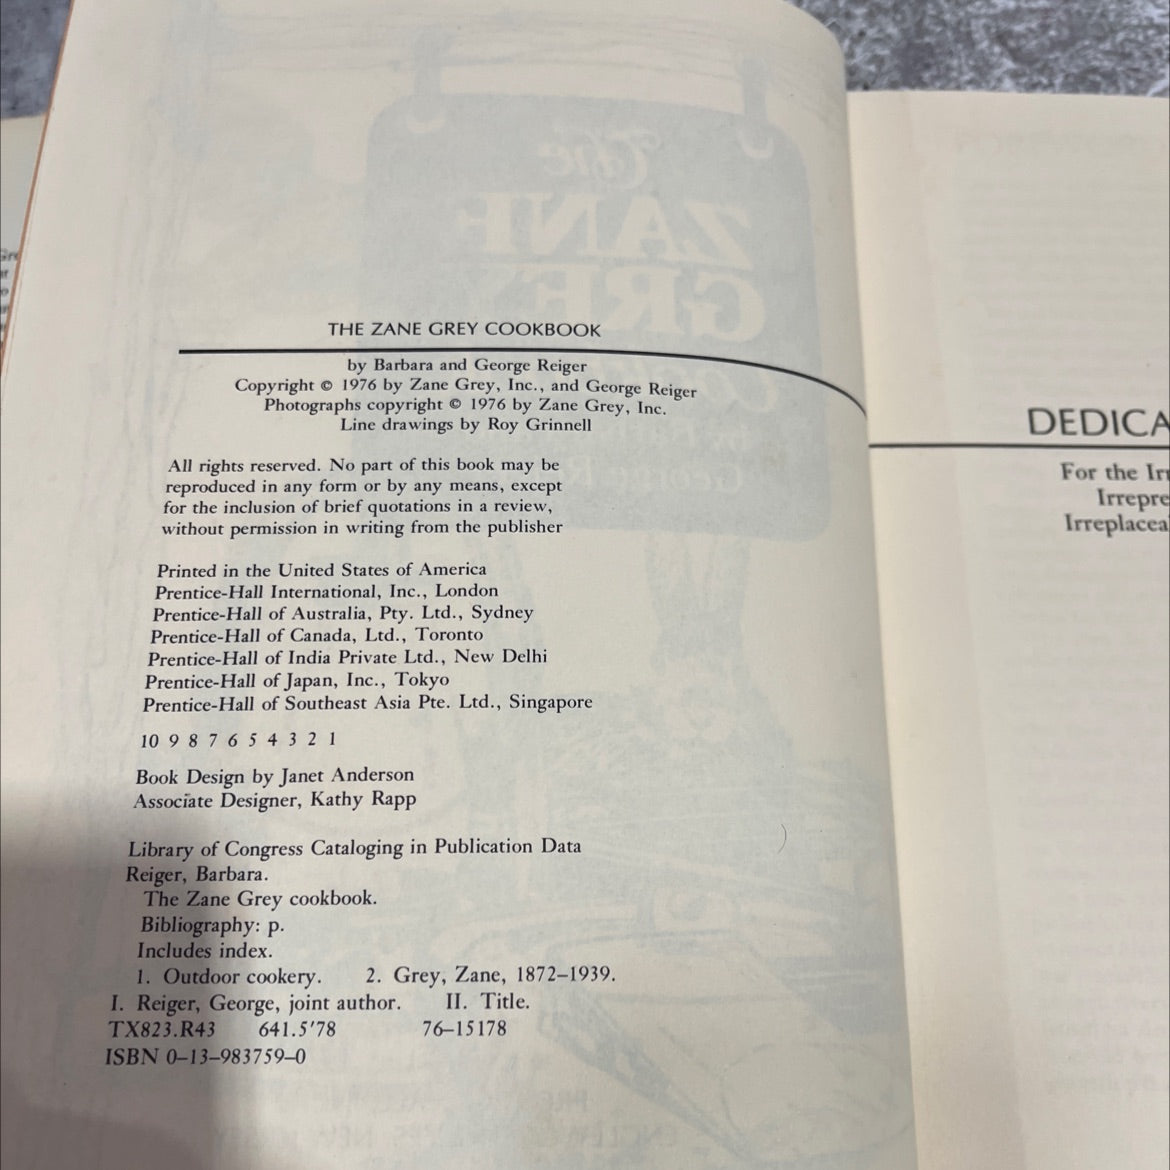 THE ZANE GREY COOKBOOK
by Barbara and George Reiger
Copyright © 1976 by Zane Grey, Inc., and George Reiger
Photographs copyright © 1976 by Zane Grey, Inc.
Line drawings by Roy Grinnell
All rights reserved. No part of this book may be
reproduced in any form or by any means, except
for the inclusion of brief quotations in a review,
without permission in writing from the publisher
Printed in the United States of America
Prentice-Hall International, Inc., London
Prentice-Hall of Australia, Pty. Ltd., Sydney
Prentice-Hall of Canada, Ltd., Toronto
Prentice-Hall of India Private Ltd., New Delhi
Prentice-Hall of Japan, Inc., Tokyo
Prentice-Hall of Southeast Asia Pte. Ltd., Singapore
10 9 8 7 6 5 4 3 2 1
Book Design by Janet Anderson
Associate Designer, Kathy Rapp
Library of Congress Cataloging in Publication Data
Reiger, Barbara.
The Zane Grey cookbook.
Bibliography: p.
Includes index.
1. Outdoor cookery. 2. Grey, Zane, 1872–1939.
I. Reiger, George, joint author. II. Title.
TX823.R43 641.5'78 76–15178
ISBN 0–13–983759–0
DEDICA
For the Irr
Irrepre
Irreplacea